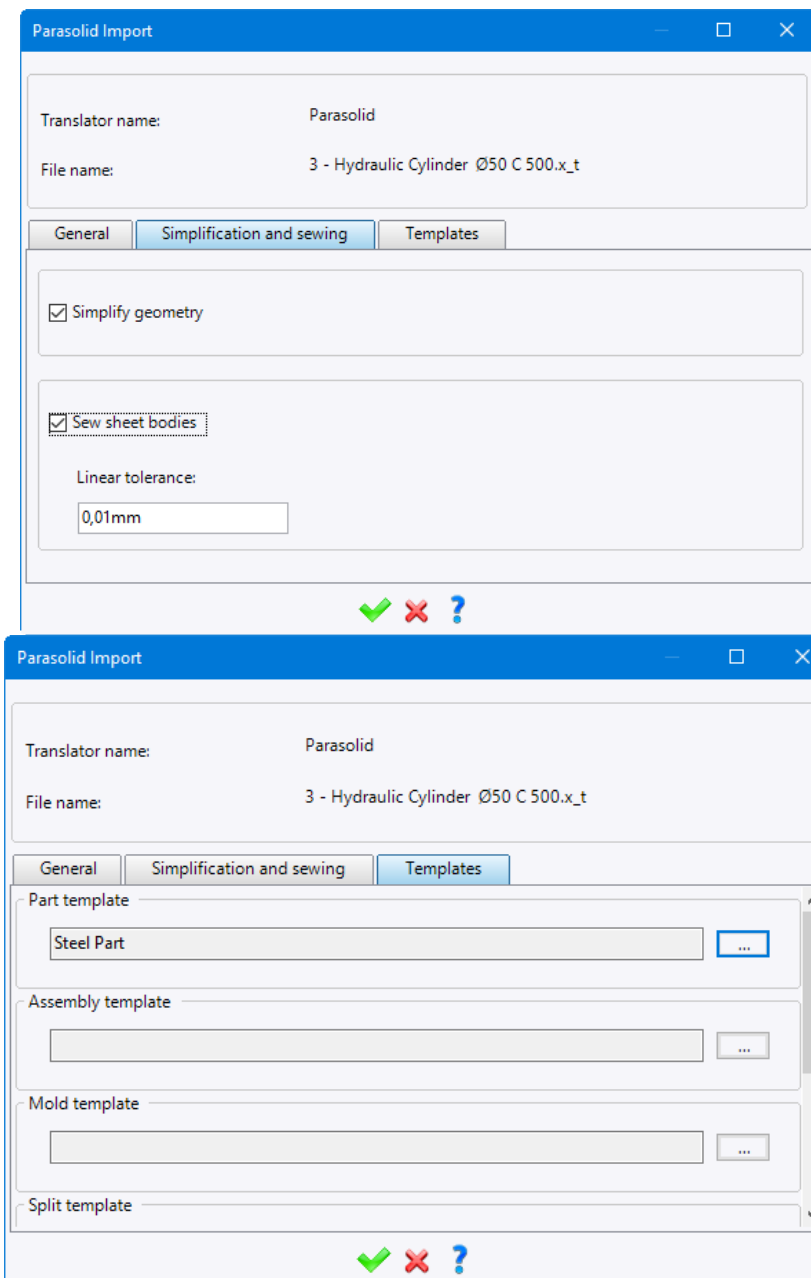 Parasolid Import
Translator name: Parasolid
File name: 3 - Hydraulic Cylinder Ø50 C 500.x_t
General Simplification and sewing Templates
Simplify geometry
Sew sheet bodies
Linear tolerance:
0,01mm
?
Parasolid Import
Translator name: Parasolid
File name: 3 - Hydraulic Cylinder Ø50 C 500.x_t
General Simplification and sewing Templates
Part template
Steel Part ...
Assembly template
...
Mold template
...
Split template
?